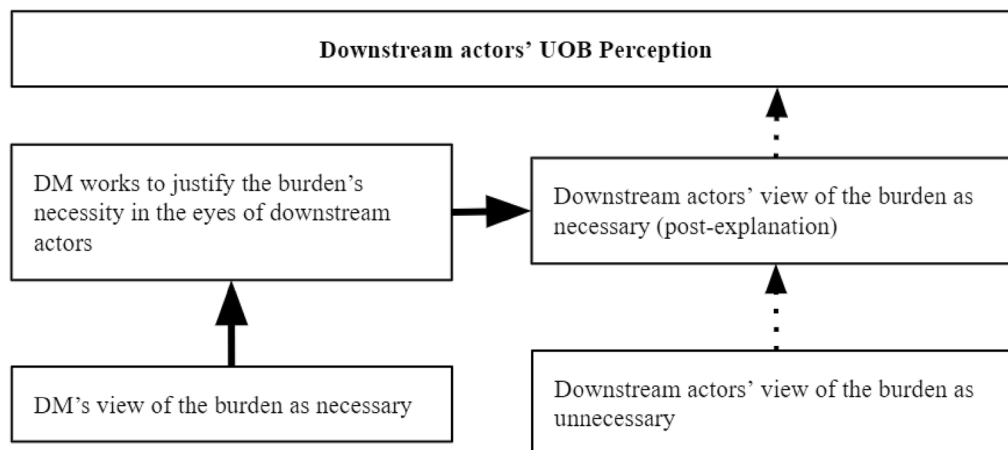 Downstream actors’ UOB Perception
DM works to justify the burden’s
necessity in the eyes of downstream
actors
Downstream actors’ view of the burden as
necessary (post-explanation)
DM’s view of the burden as necessary
Downstream actors’ view of the burden as
unnecessary